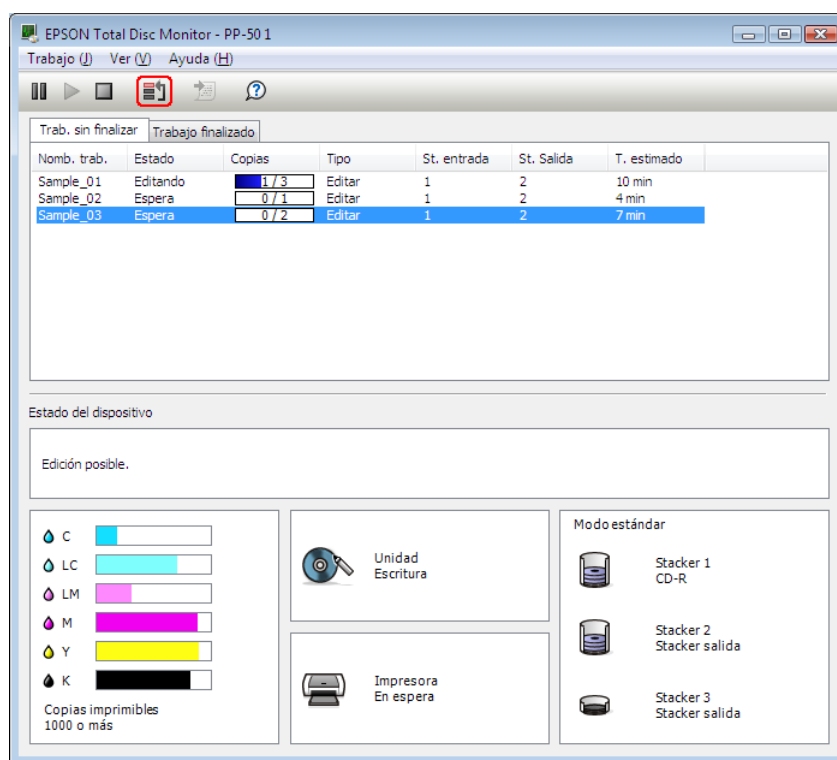 EPSON Total Disc Monitor - PP-50 1
Trabajo (J) Ver (V) Ayuda (H)
Trab. sin finalizar Trabajo finalizado
Nomb. trab. Estado Copias Tipo St. entrada St. Salida T. estimado
Sample_01 Editando 1 / 3 Editar 1 2 10 min
Sample_02 Espera 0 / 1 Editar 1 2 4 min
Sample_03 Espera 0 / 2 Editar 1 2 7 min
Estado del dispositivo
Edición posible.
C
LC
LM
M
Y
K
Copias imprimibles
1000 o más
Unidad
Escritura
Impresora
En espera
Modo estándar
Stacker 1
CD-R
Stacker 2
Stacker salida
Stacker 3
Stacker salida